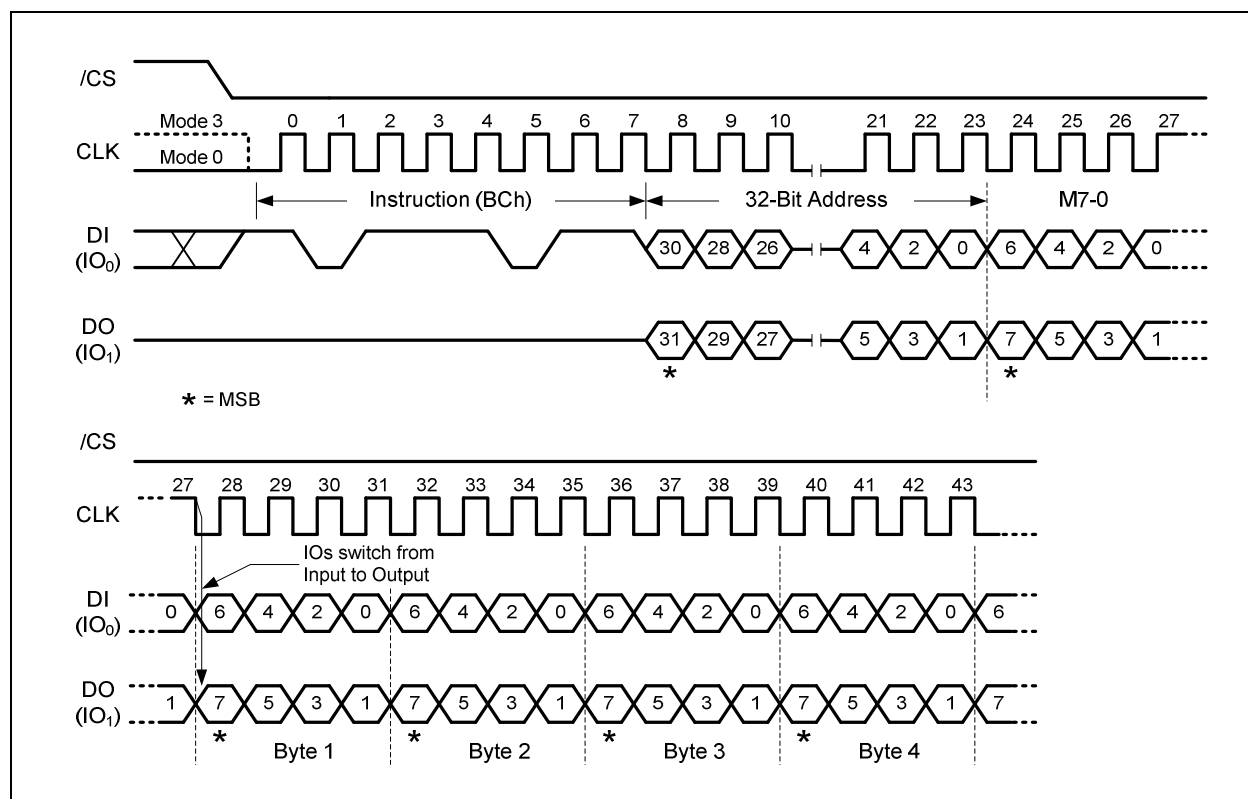 /CS
Mode 3
0 1 2 3 4 5 6 7 8 9 10 21 22 23 24 25 26 27
CLK
Mode 0
Instruction (BCh) 32-Bit Address M7-0
DI
(IO0)
30 28 26 4 2 0 6 4 2 0
DO
(IO1)
31 29 27 5 3 1 7 5 3 1
* *
* = MSB
/CS
27 28 29 30 31 32 33 34 35 36 37 38 39 40 41 42 43
CLK
IOs switch from
Input to Output
DI
(IO0)
0 6 4 2 0 6 4 2 0 6 4 2 0 6 4 2 0 6
DO
(IO1)
1 7 5 3 1 7 5 3 1 7 5 3 1 7 5 3 1 7
* Byte 1 * Byte 2 * Byte 3 * Byte 4